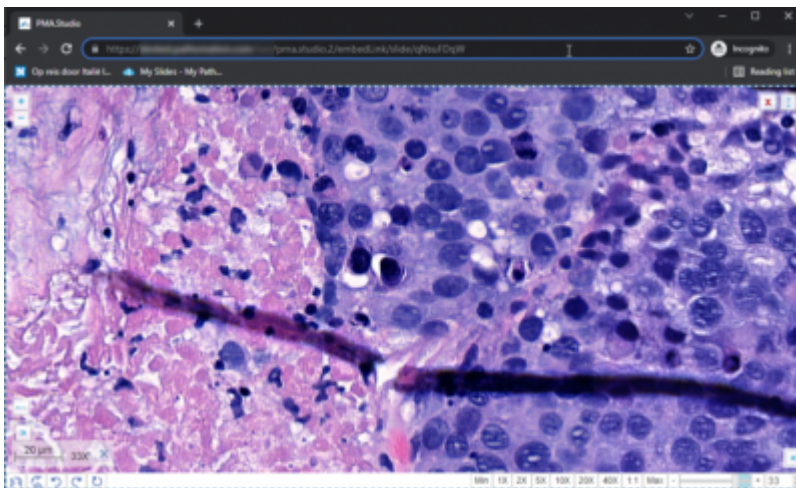 PMA.Studio
https:// /pma.studio.2/embedLink/slide/qNsuFOqW
Incognito
Op reis door Italië l...
My Slides - My Path...
Reading list
X
20 µm
33X
Min 1X 2X 5X 10X 20X 40X 1:1 Max - + 33